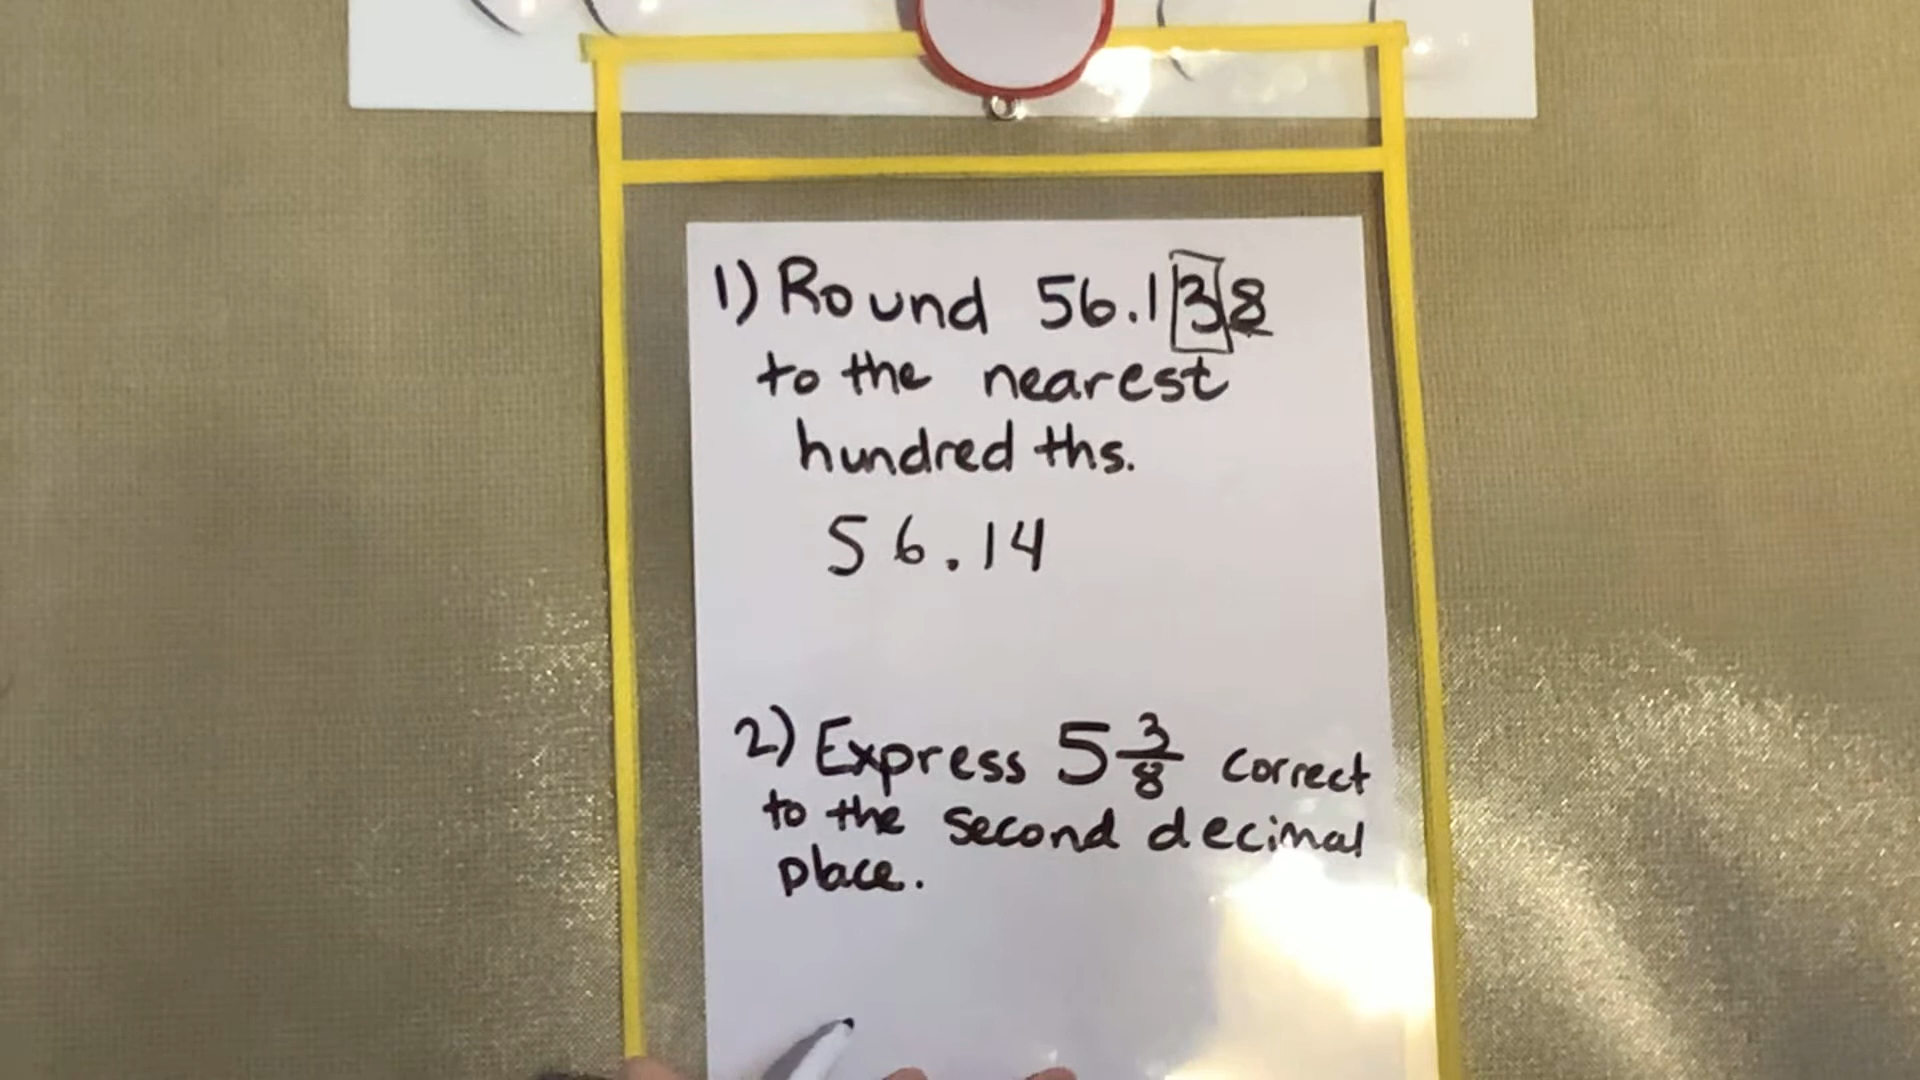 1) Round 56.138
to the nearest
hundredths.
56.14
2) Express 5 3/8 correct
to the second decimal
place.